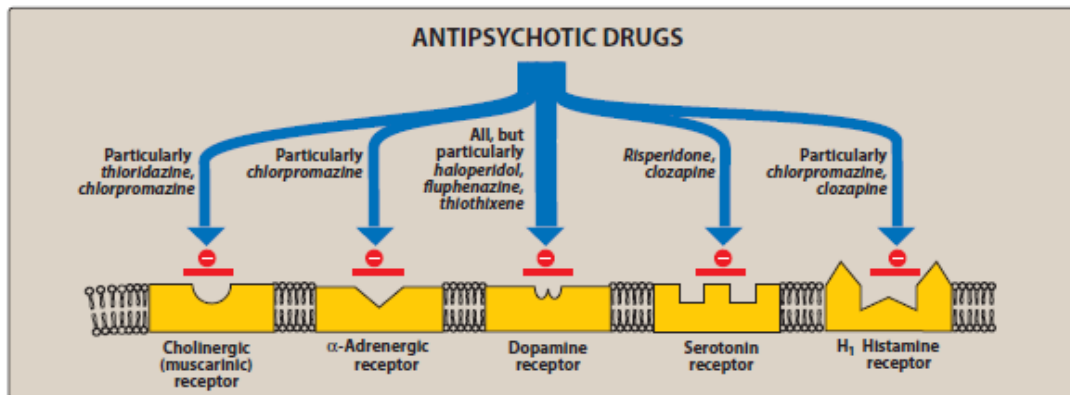 ANTIPSYCHOTIC DRUGS
Particularly
thioridazine,
chlorpromazine
Particularly
chlorpromazine
All, but
particularly
haloperidol,
fluphenazine,
thiothixene
Risperidone,
clozapine
Particularly
chlorpromazine,
clozapine
Cholinergic
(muscarinic)
receptor
α-Adrenergic
receptor
Dopamine
receptor
Serotonin
receptor
H₁ Histamine
receptor